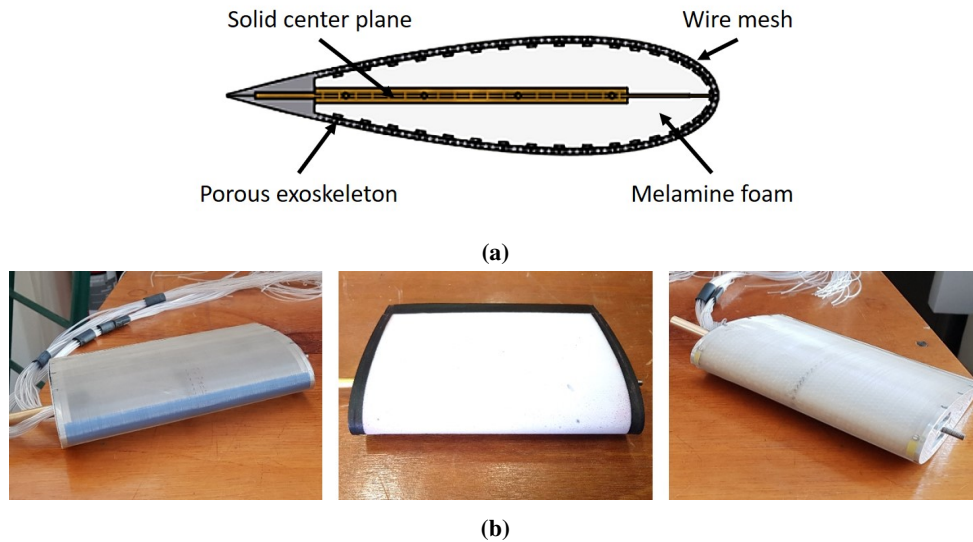 Solid center plane
Wire mesh
Porous exoskeleton
Melamine foam
(a)
(b)